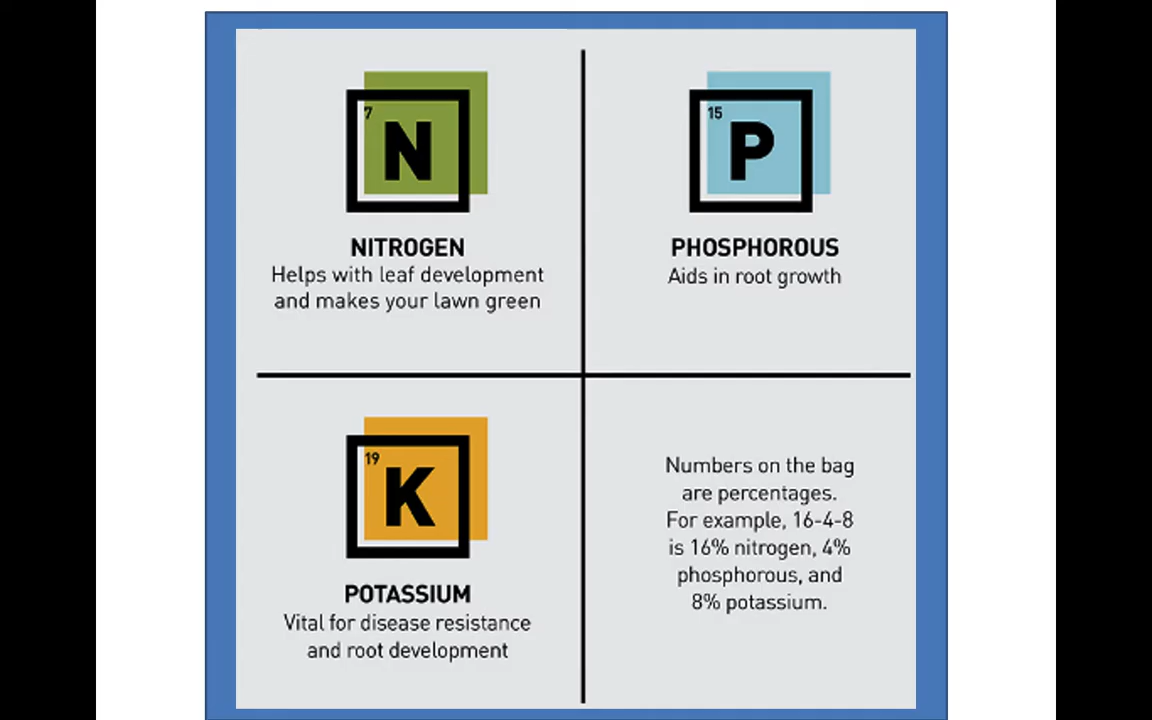 7
N
NITROGEN
Helps with leaf development
and makes your lawn green
15
P
PHOSPHOROUS
Aids in root growth
19
K
POTASSIUM
Vital for disease resistance
and root development
Numbers on the bag
are percentages.
For example, 16-4-8
is 16% nitrogen, 4%
phosphorous, and
8% potassium.